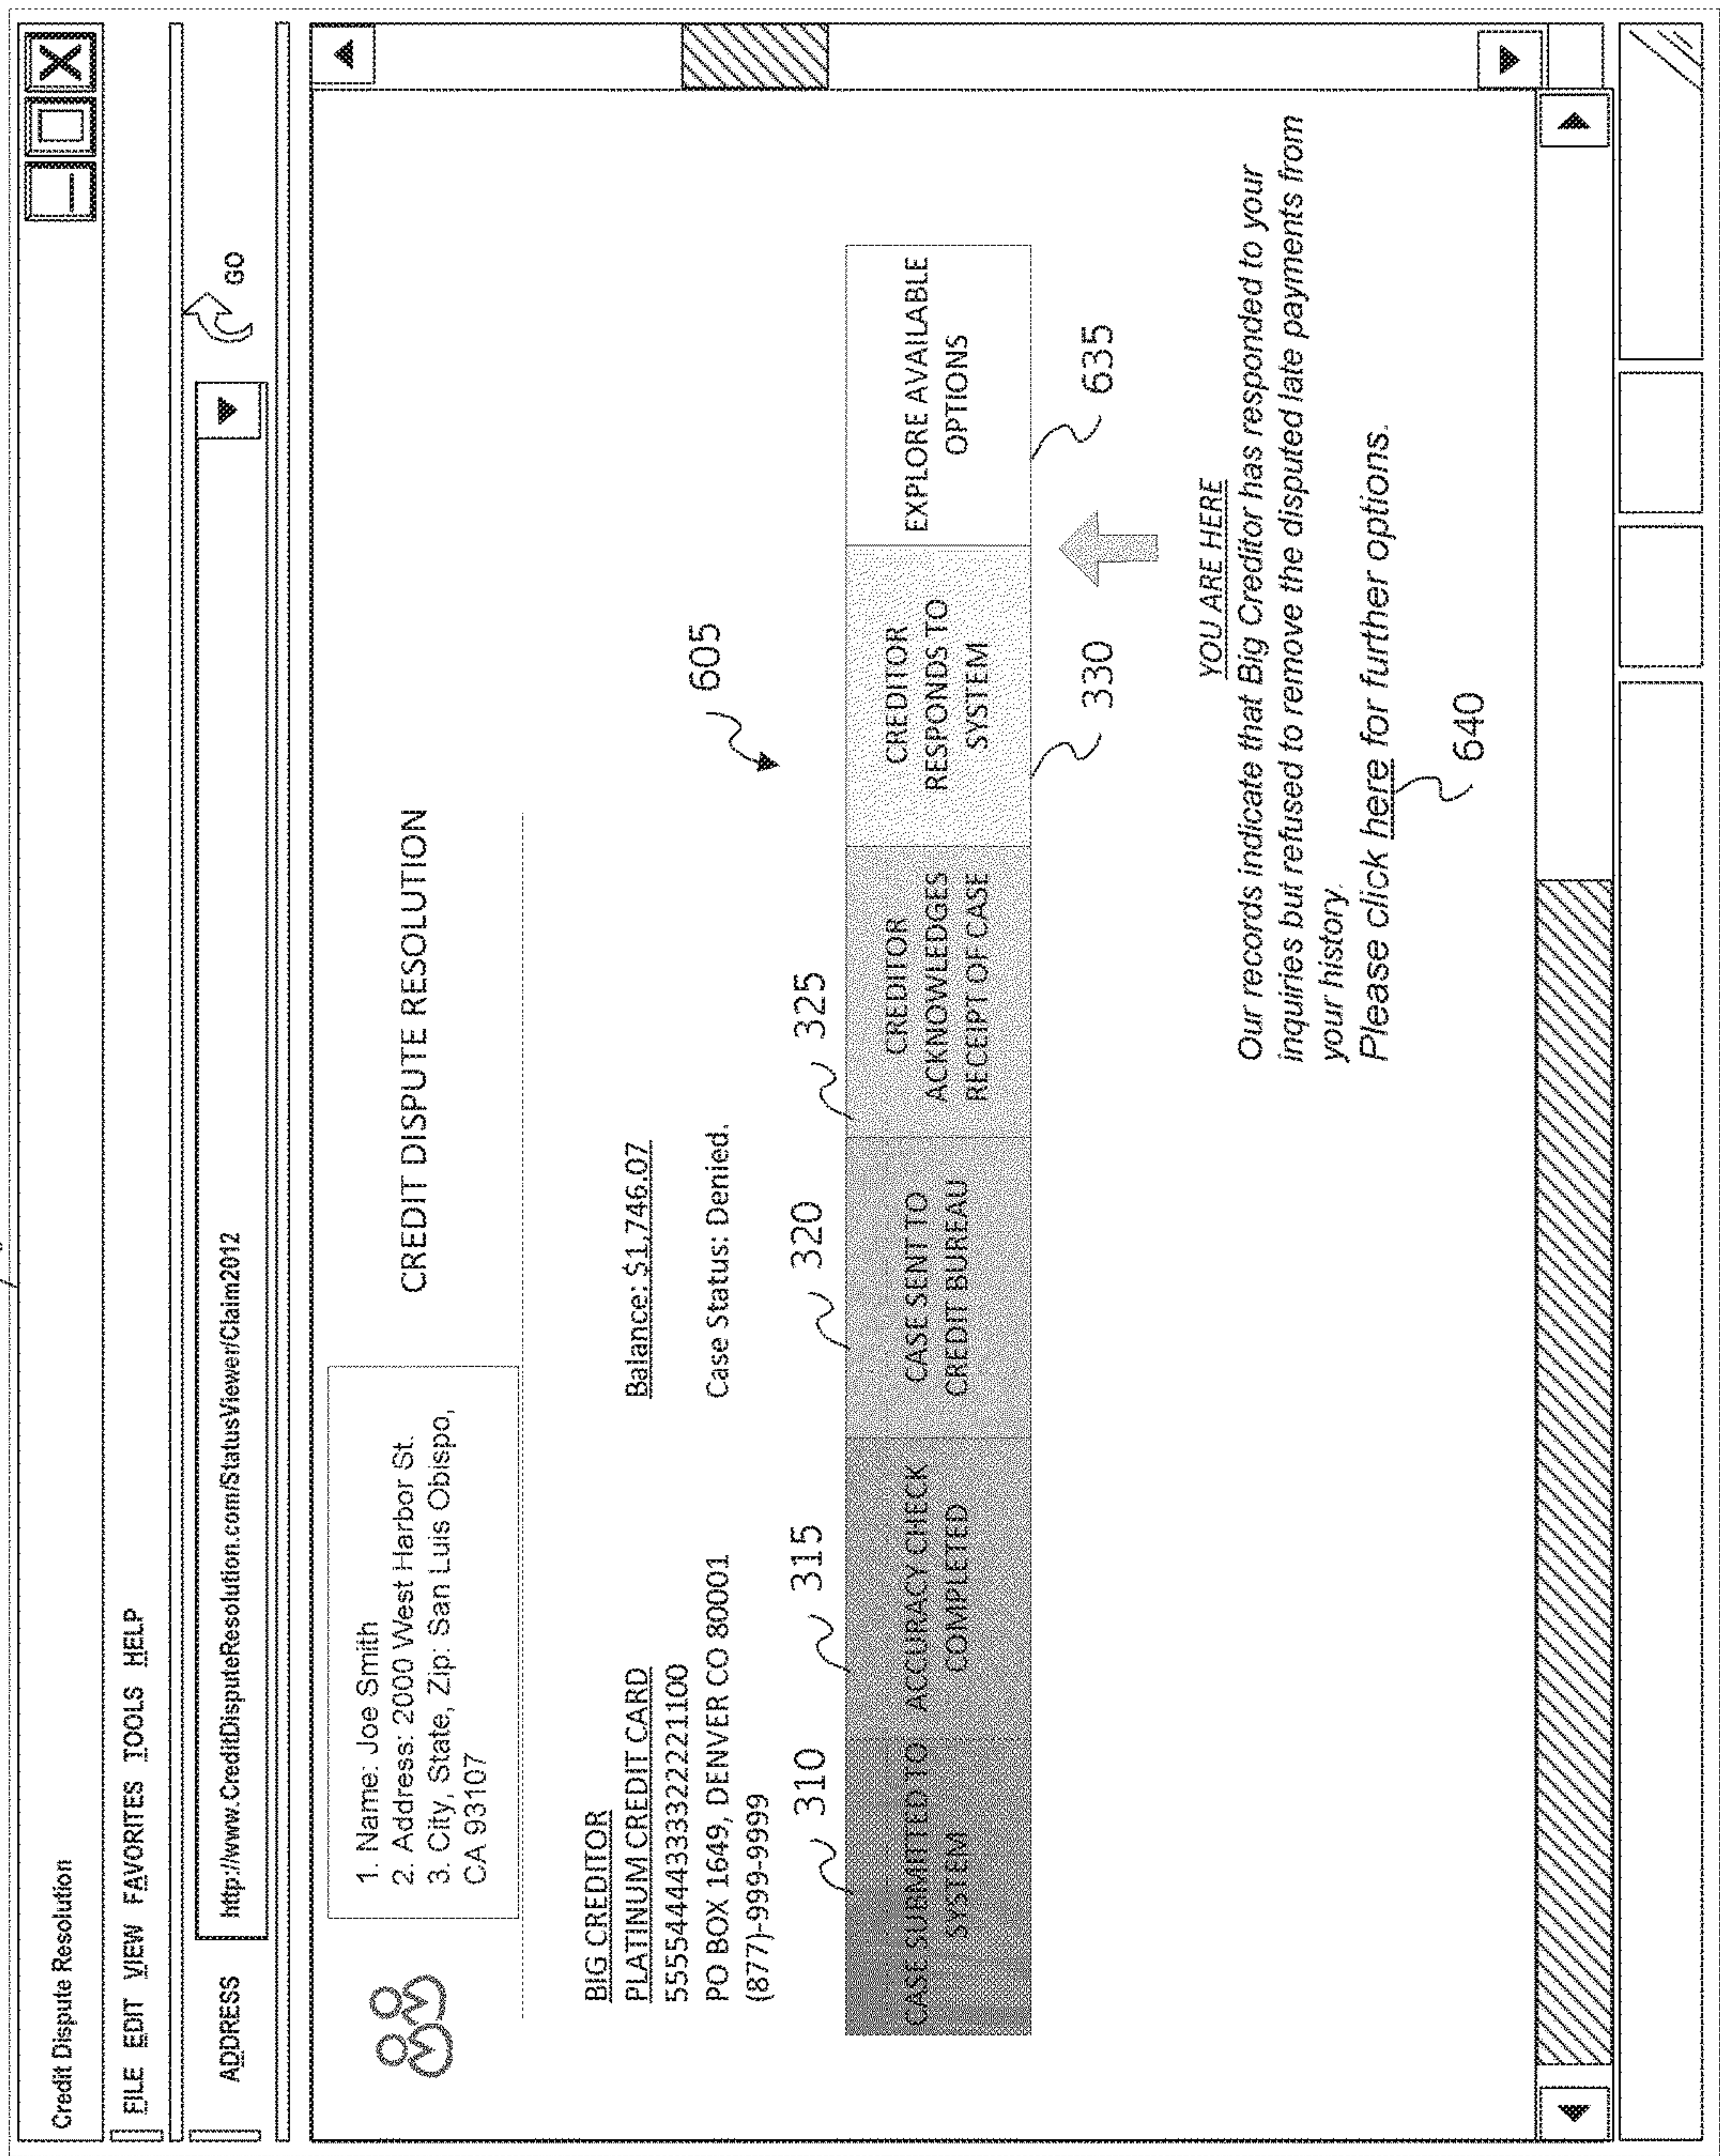 Credit Dispute Resolution
FILE EDIT VIEW FAVORITES TOOLS HELP
ADDRESS
http://www.CreditDisputeResolution.com/StatusViewer/Claim2012
GO
1. Name: Joe Smith
2. Address: 2000 West Harbor St.
3. City, State, Zip: San Luis Obispo,
CA 93107
CREDIT DISPUTE RESOLUTION
BIG CREDITOR
PLATINUM CREDIT CARD
55554444333322221100
PO BOX 1649, DENVER CO 80001
(877)-999-9999
Balance: $1,746.07
Case Status: Denied.
605
310
315
320
325
CASE SUBMITTED TO
SYSTEM
ACCURACY CHECK
COMPLETED
CASE SENT TO
CREDIT BUREAU
CREDITOR
ACKNOWLEDGES
RECEIPT OF CASE
CREDITOR
RESPONDS TO
SYSTEM
EXPLORE AVAILABLE
OPTIONS
330
635
YOU ARE HERE
Our records indicate that Big Creditor has responded to your
inquiries but refused to remove the disputed late payments from
your history.
Please click here for further options.
640